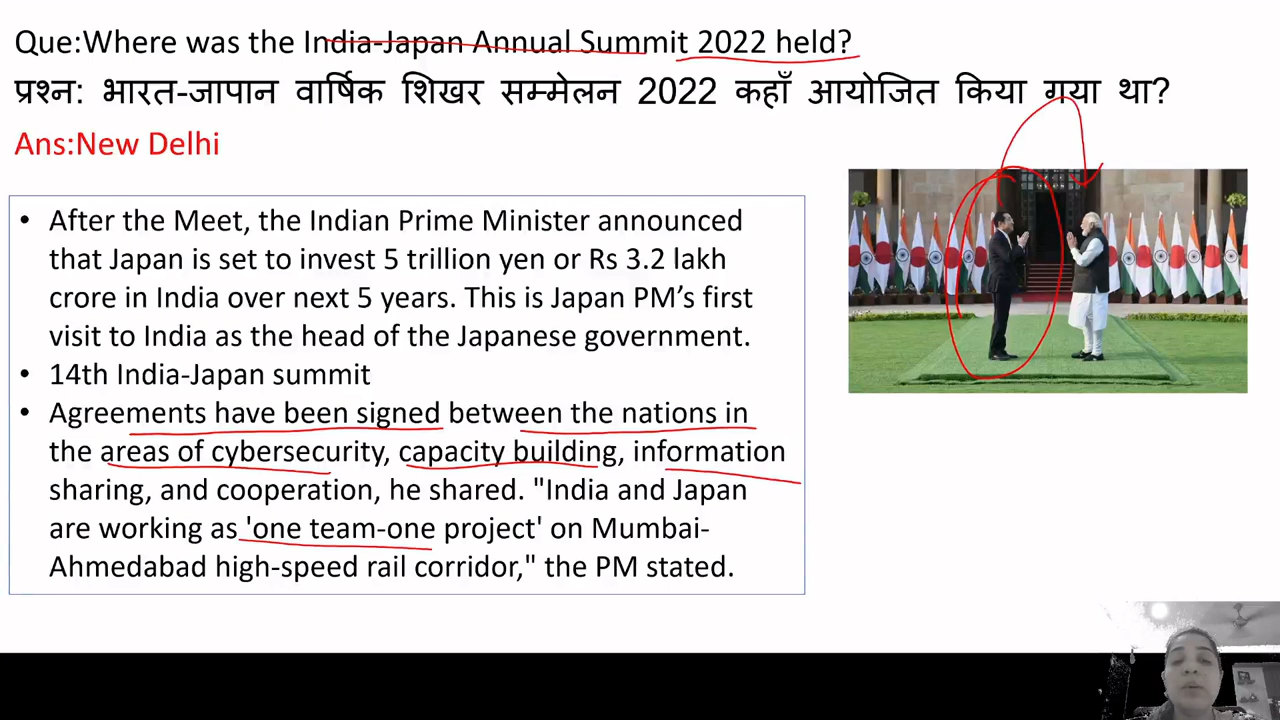 Que:Where was the India-Japan Annual Summit 2022 held?
प्रश्न: भारत-जापान वार्षिक शिखर सम्मेलन 2022 कहाँ आयोजित किया गया था?
Ans:New Delhi
• After the Meet, the Indian Prime Minister announced
that Japan is set to invest 5 trillion yen or Rs 3.2 lakh
crore in India over next 5 years. This is Japan PM’s first
visit to India as the head of the Japanese government.
• 14th India-Japan summit
• Agreements have been signed between the nations in
the areas of cybersecurity, capacity building, information
sharing, and cooperation, he shared. "India and Japan
are working as 'one team-one project' on Mumbai-
Ahmedabad high-speed rail corridor," the PM stated.